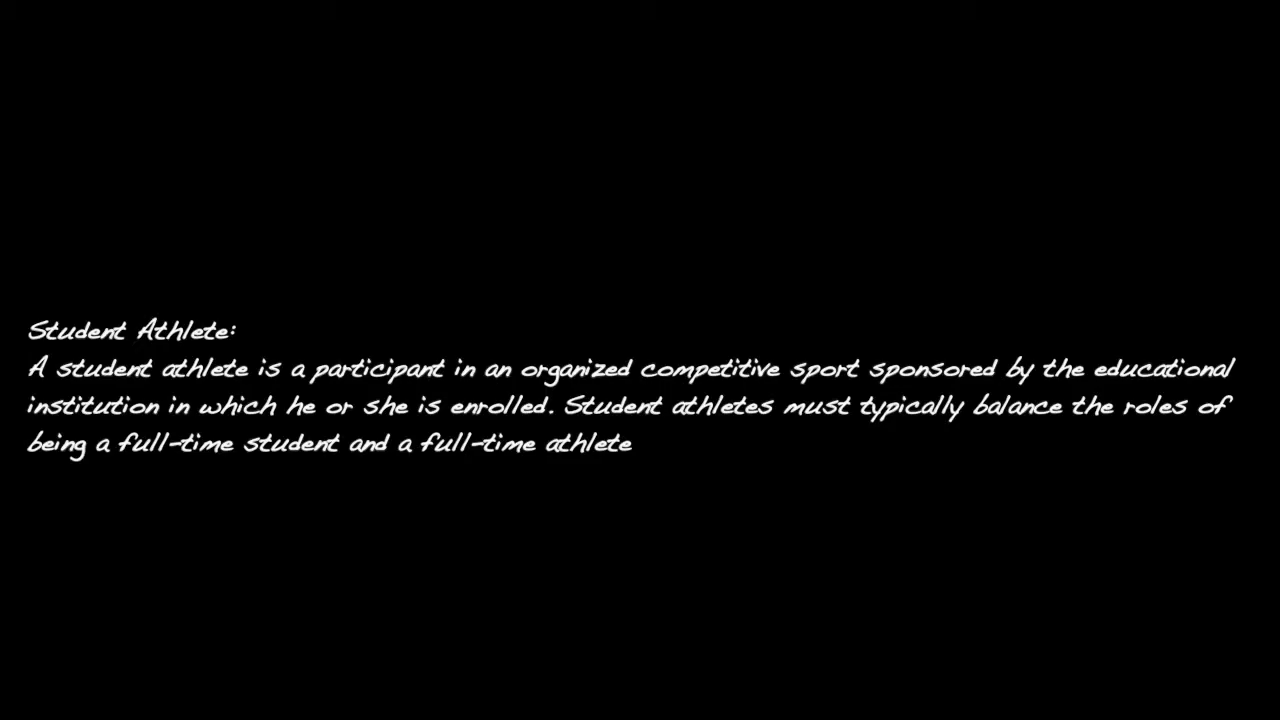 Student Athlete:
A student athlete is a participant in an organized competitive sport sponsored by the educational
institution in which he or she is enrolled. Student athletes must typically balance the roles of
being a full-time student and a full-time athlete